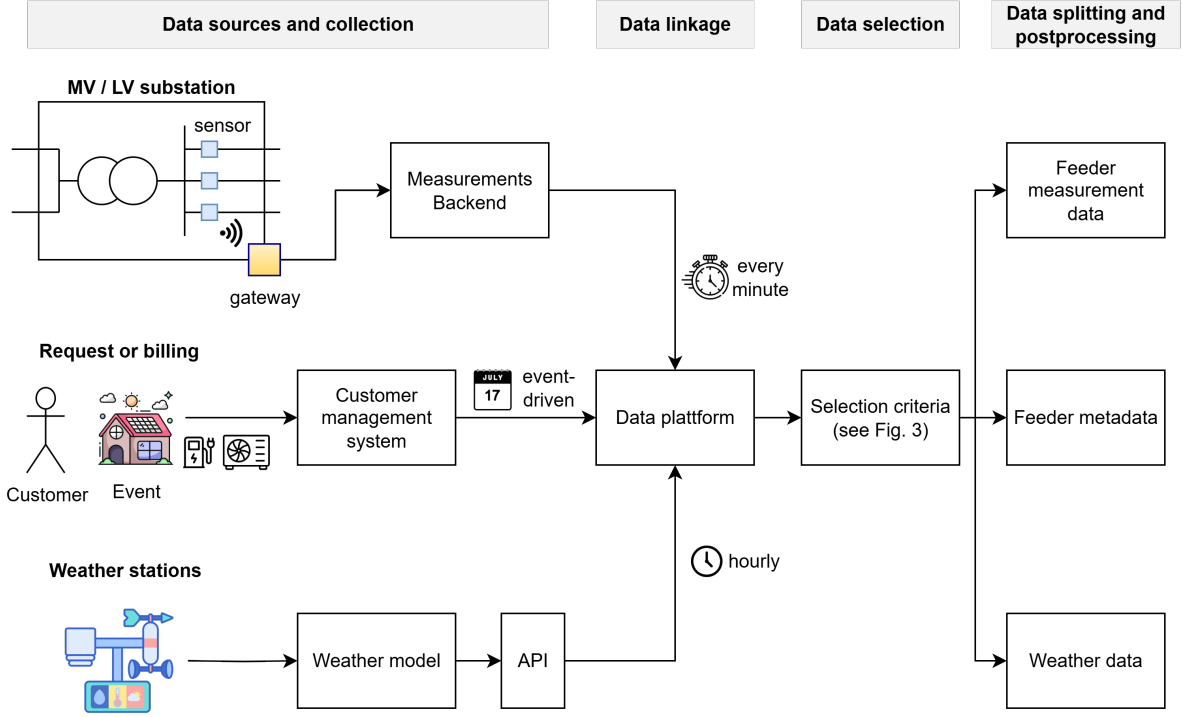 Data sources and collection
Data linkage
Data selection
Data splitting and
postprocessing
MV / LV substation
sensor
gateway
Measurements
Backend
every
minute
Feeder
measurement
data
Request or billing
Customer
Event
Customer
management
system
JULY
17
event-
driven
Data plattform
Selection criteria
(see Fig. 3)
Feeder metadata
Weather stations
Weather model
API
hourly
Weather data